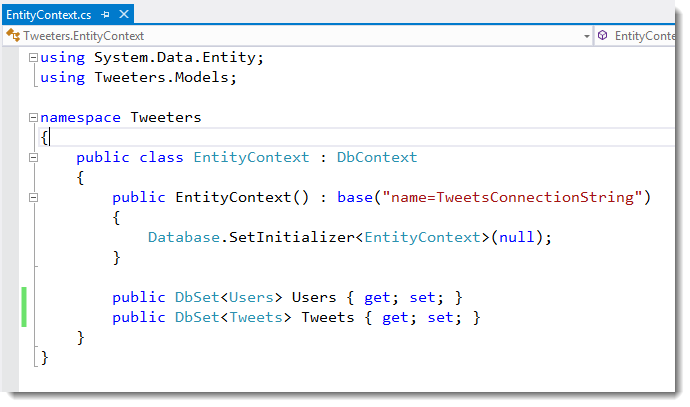 EntityContext.cs
Tweeters.EntityContext EntityConte
using System.Data.Entity;
using Tweeters.Models;
namespace Tweeters
{
public class EntityContext : DbContext
{
public EntityContext() : base("name=TweetsConnectionString")
{
Database.SetInitializer<EntityContext>(null);
}
public DbSet<Users> Users { get; set; }
public DbSet<Tweets> Tweets { get; set; }
}
}